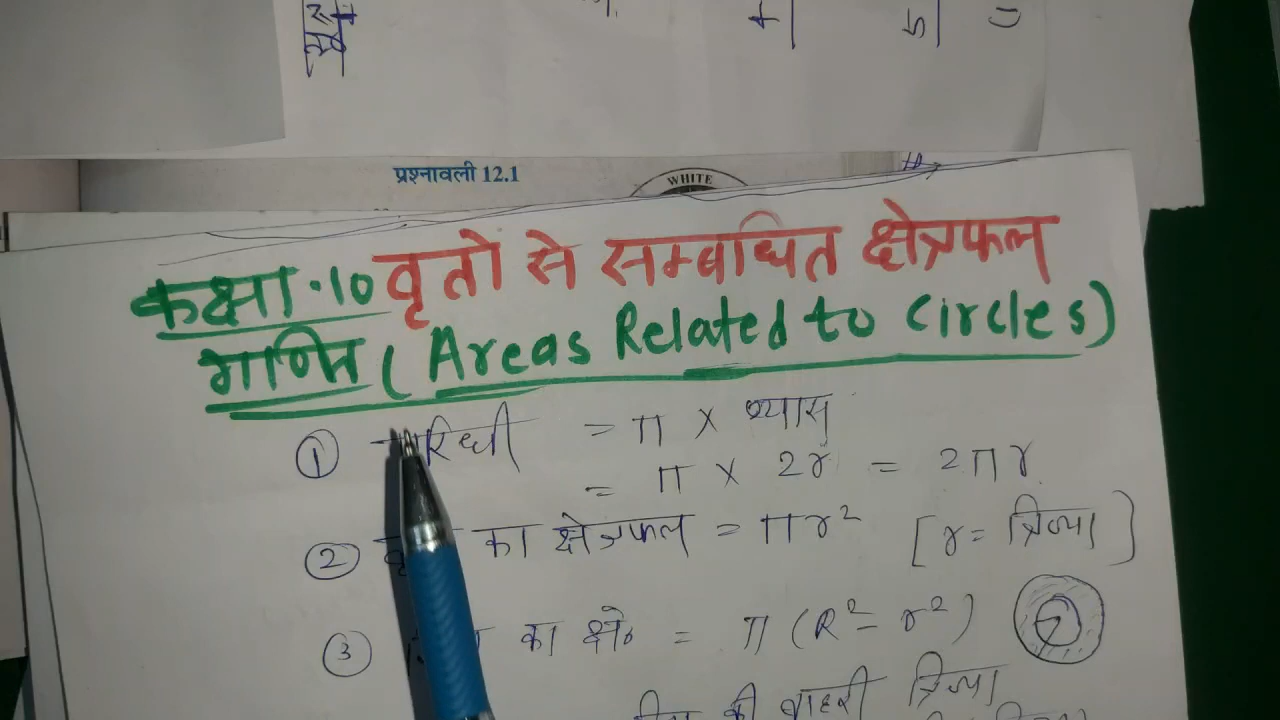 प्रश्नावली 12.1
WHITE
कक्षा.10 वृतों से सम्बंधित क्षेत्रफल
गणित (Areas Related to Circles)
① परिधी = π × व्यास
= π × 2r = 2πr
② का क्षेत्रफल = πr² [r = त्रिज्या]
③ का क्षे० = π (R² - r²)
की बाहरी त्रिज्या